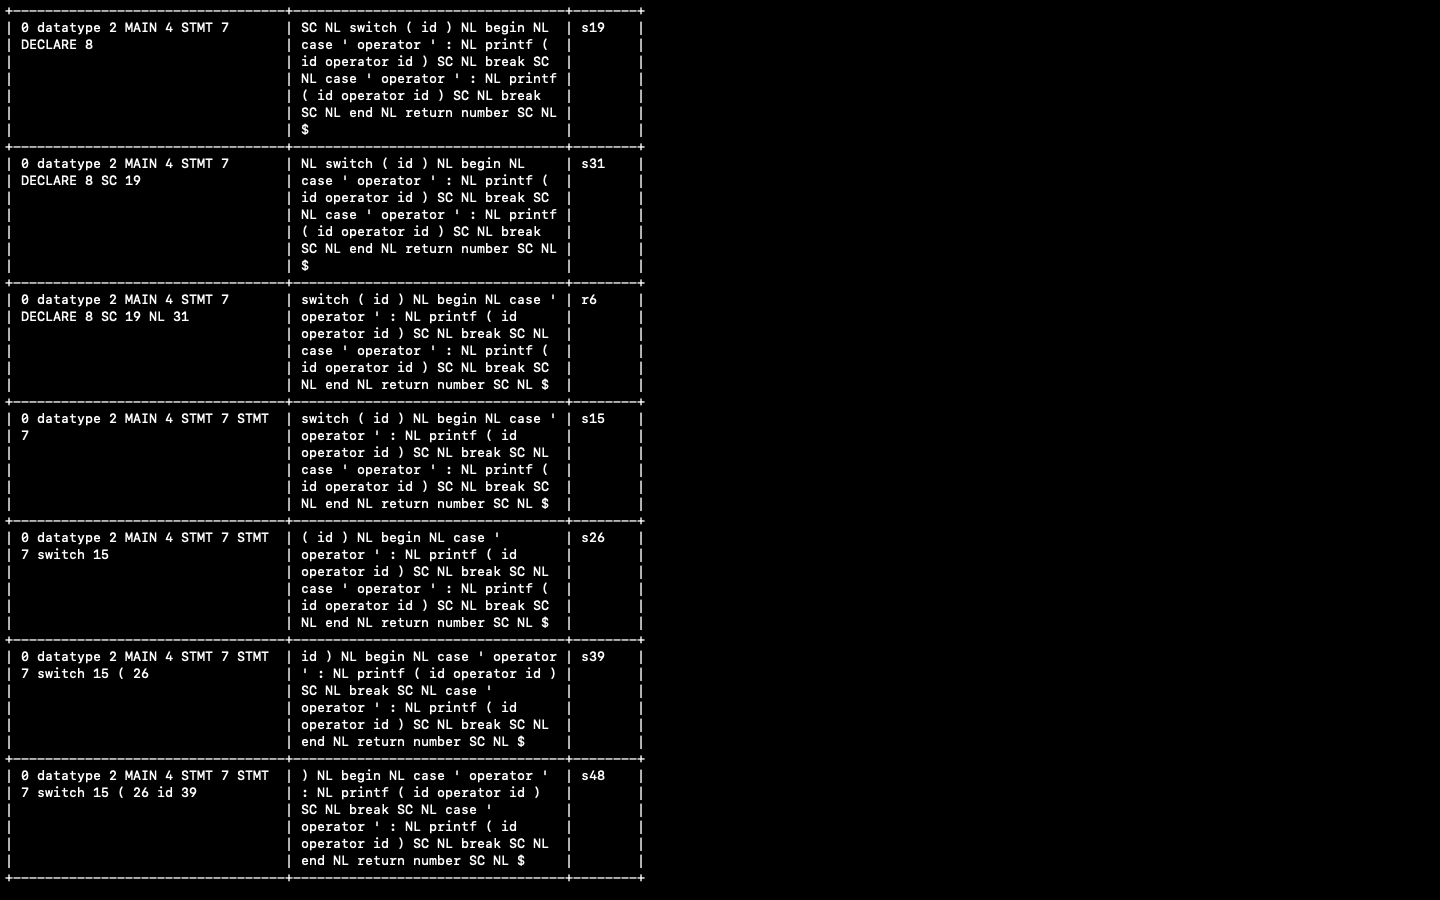 +----------------------------------+----------------------------------+--------+
| 0 datatype 2 MAIN 4 STMT 7 | SC NL switch ( id ) NL begin NL | s19 |
| DECLARE 8 | case ' operator ' : NL printf ( | |
| | id operator id ) SC NL break SC | |
| | NL case ' operator ' : NL printf | |
| | ( id operator id ) SC NL break | |
| | SC NL end NL return number SC NL | |
| | $ | |
+----------------------------------+----------------------------------+--------+
| 0 datatype 2 MAIN 4 STMT 7 | NL switch ( id ) NL begin NL | s31 |
| DECLARE 8 SC 19 | case ' operator ' : NL printf ( | |
| | id operator id ) SC NL break SC | |
| | NL case ' operator ' : NL printf | |
| | ( id operator id ) SC NL break | |
| | SC NL end NL return number SC NL | |
| | $ | |
+----------------------------------+----------------------------------+--------+
| 0 datatype 2 MAIN 4 STMT 7 | switch ( id ) NL begin NL case ' | r6 |
| DECLARE 8 SC 19 NL 31 | operator ' : NL printf ( id | |
| | operator id ) SC NL break SC NL | |
| | case ' operator ' : NL printf ( | |
| | id operator id ) SC NL break SC | |
| | NL end NL return number SC NL $ | |
+----------------------------------+----------------------------------+--------+
| 0 datatype 2 MAIN 4 STMT 7 STMT | switch ( id ) NL begin NL case ' | s15 |
| 7 | operator ' : NL printf ( id | |
| | operator id ) SC NL break SC NL | |
| | case ' operator ' : NL printf ( | |
| | id operator id ) SC NL break SC | |
| | NL end NL return number SC NL $ | |
+----------------------------------+----------------------------------+--------+
| 0 datatype 2 MAIN 4 STMT 7 STMT | ( id ) NL begin NL case ' | s26 |
| 7 switch 15 | operator ' : NL printf ( id | |
| | operator id ) SC NL break SC NL | |
| | case ' operator ' : NL printf ( | |
| | id operator id ) SC NL break SC | |
| | NL end NL return number SC NL $ | |
+----------------------------------+----------------------------------+--------+
| 0 datatype 2 MAIN 4 STMT 7 STMT | id ) NL begin NL case ' operator | s39 |
| 7 switch 15 ( 26 | ' : NL printf ( id operator id ) | |
| | SC NL break SC NL case ' | |
| | operator ' : NL printf ( id | |
| | operator id ) SC NL break SC NL | |
| | end NL return number SC NL $ | |
+----------------------------------+----------------------------------+--------+
| 0 datatype 2 MAIN 4 STMT 7 STMT | ) NL begin NL case ' operator ' | s48 |
| 7 switch 15 ( 26 id 39 | : NL printf ( id operator id ) | |
| | SC NL break SC NL case ' | |
| | operator ' : NL printf ( id | |
| | operator id ) SC NL break SC NL | |
| | end NL return number SC NL $ | |
+----------------------------------+----------------------------------+--------+